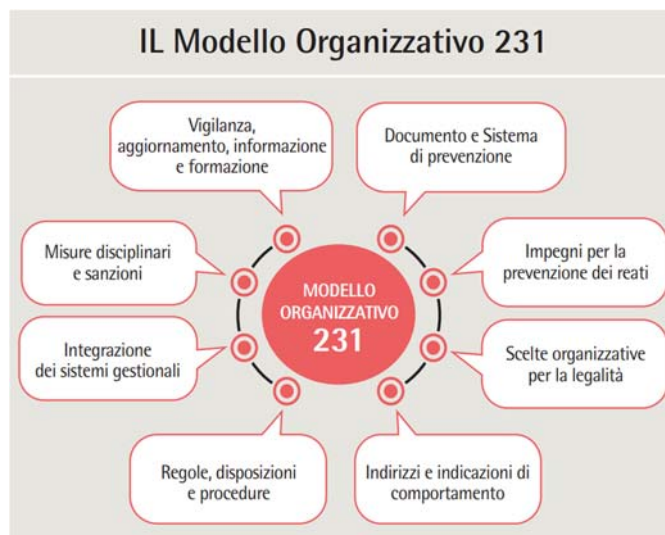 IL Modello Organizzativo 231
Vigilanza,
aggiornamento, informazione
e formazione
Documento e Sistema
di prevenzione
Misure disciplinari
e sanzioni
Impegni per la
prevenzione dei reati
MODELLO
ORGANIZZATIVO
231
Integrazione
dei sistemi gestionali
Scelte organizzative
per la legalità
Regole, disposizioni
e procedure
Indirizzi e indicazioni di
comportamento